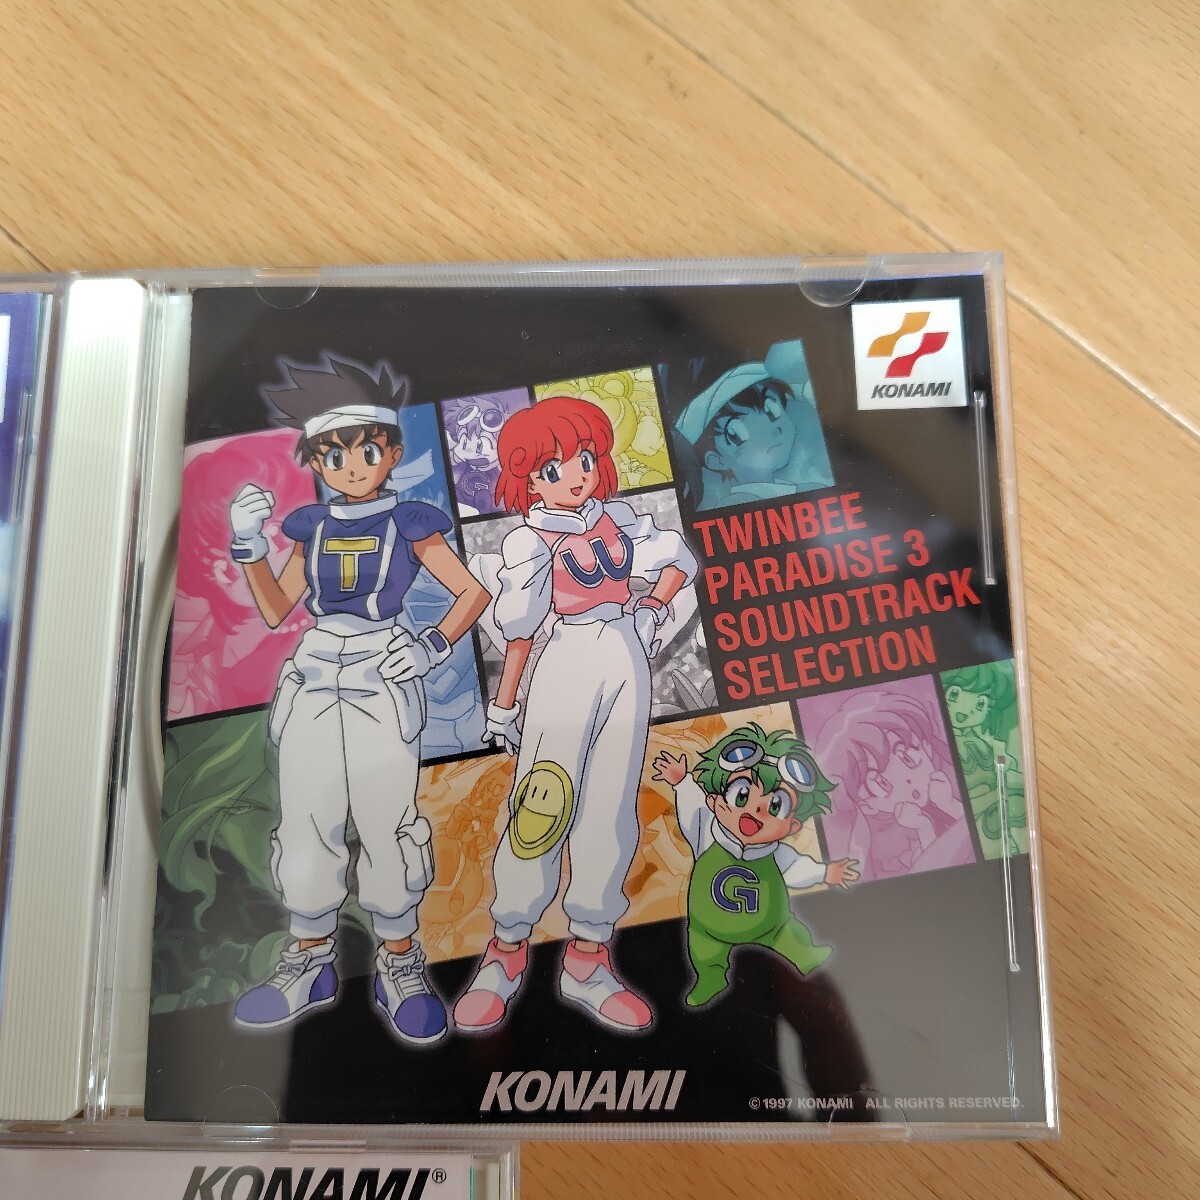 KONAMI
TWINBEE
PARADISE 3
SOUNDTRACK
SELECTION
T
W
G
G
KONAMI
©1997 KONAMI ALL RIGHTS RESERVED.
KONAMI®